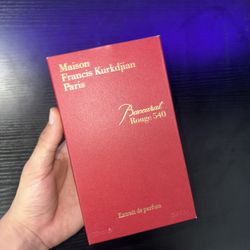 Maison
Francis Kurkdjian
Paris
Baccarat
Rouge 540
Extrait de parfum